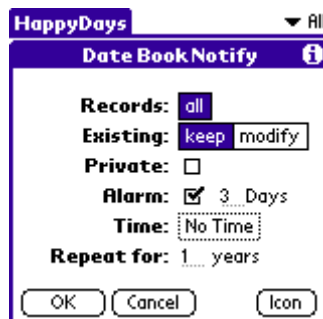 HappyDays All
Date Book Notify i
Records: all
Existing: keep modify
Private:
Alarm: 3 Days
Time: No Time
Repeat for: 1 years
OK Cancel Icon